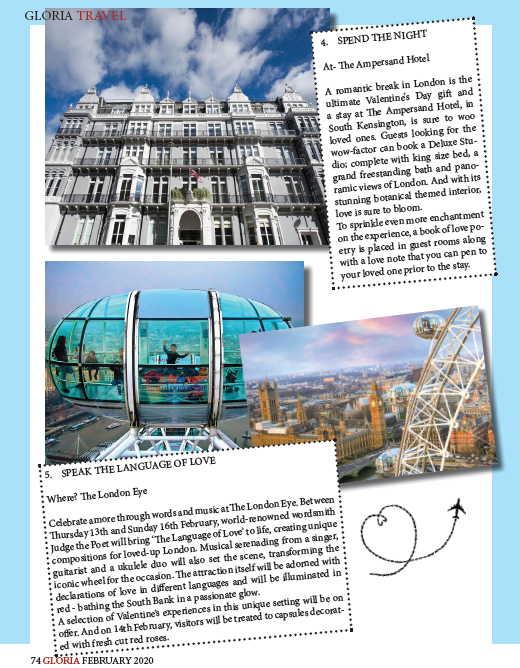 GLORIA TRAVEL
4. SPEND THE NIGHT
At- The Ampersand Hotel
A romantic break in London is the
ultimate Valentine's Day gift and
a stay at The Ampersand Hotel, in
South Kensington, is sure to woo
loved ones. Guests looking for the
wow-factor can book a Deluxe Stu-
dio; complete with king size bed, a
grand freestanding bath and pano-
ramic views of London. And with its
stunning botanical themed interior,
love is sure to bloom.
To sprinkle even more enchantment
on the experience, a book of love po-
etry is placed in guest rooms along
with a love note that you can pen to
your loved one prior to the stay.
5. SPEAK THE LANGUAGE OF LOVE
Where? The London Eye
Celebrate amore through words and music at The London Eye. Between
Thursday 13th and Sunday 16th February, world-renowned wordsmith
Judge the Poet will bring 'The Language of Love' to life, creating unique
compositions for loved-up London. Musical serenading from a singer,
guitarist and a ukulele duo will also set the scene, transforming the
iconic wheel for the occasion. The attraction itself will be adorned with
declarations of love in different languages and will be illuminated in
red - bathing the South Bank in a passionate glow.
A selection of Valentine's experiences in this unique setting will be on
offer. And on 14th February, visitors will be treated to capsules decorat-
ed with fresh cut red roses.
74 GLORIA FEBRUARY 2020